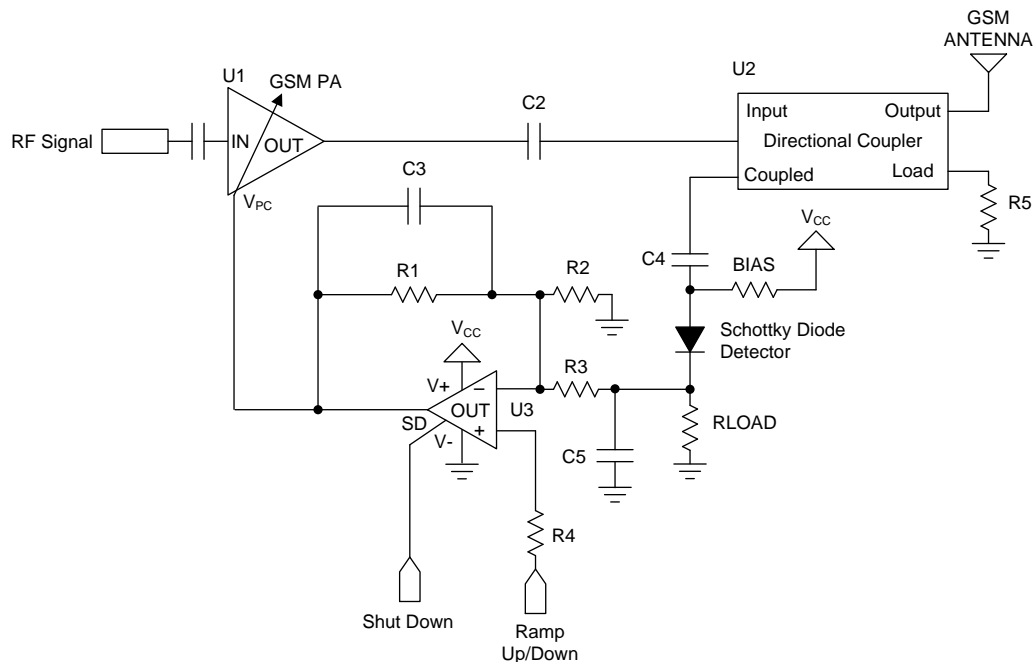 GSM
ANTENNA
U1
GSM PA
U2
C2
Input
Output
RF Signal
IN
OUT
Directional Coupler
C3
Coupled
Load
VPC
R5
VCC
C4
BIAS
R1
R2
VCC
Schottky Diode
Detector
V+
−
R3
OUT
U3
SD
+
RLOAD
V-
C5
R4
Shut Down
Ramp
Up/Down